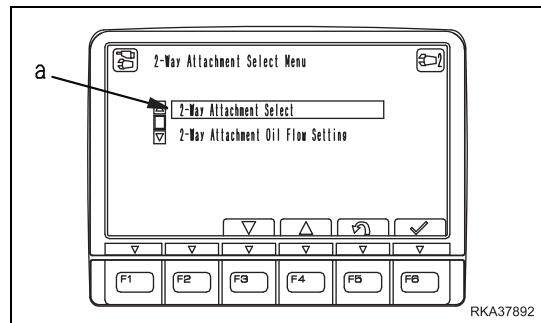 2-Way Attachment Select Menu
2
a
2-Way Attachment Select
2-Way Attachment Oil Flow Setting
F1 F2 F3 F4 F5 F6
RKA37892